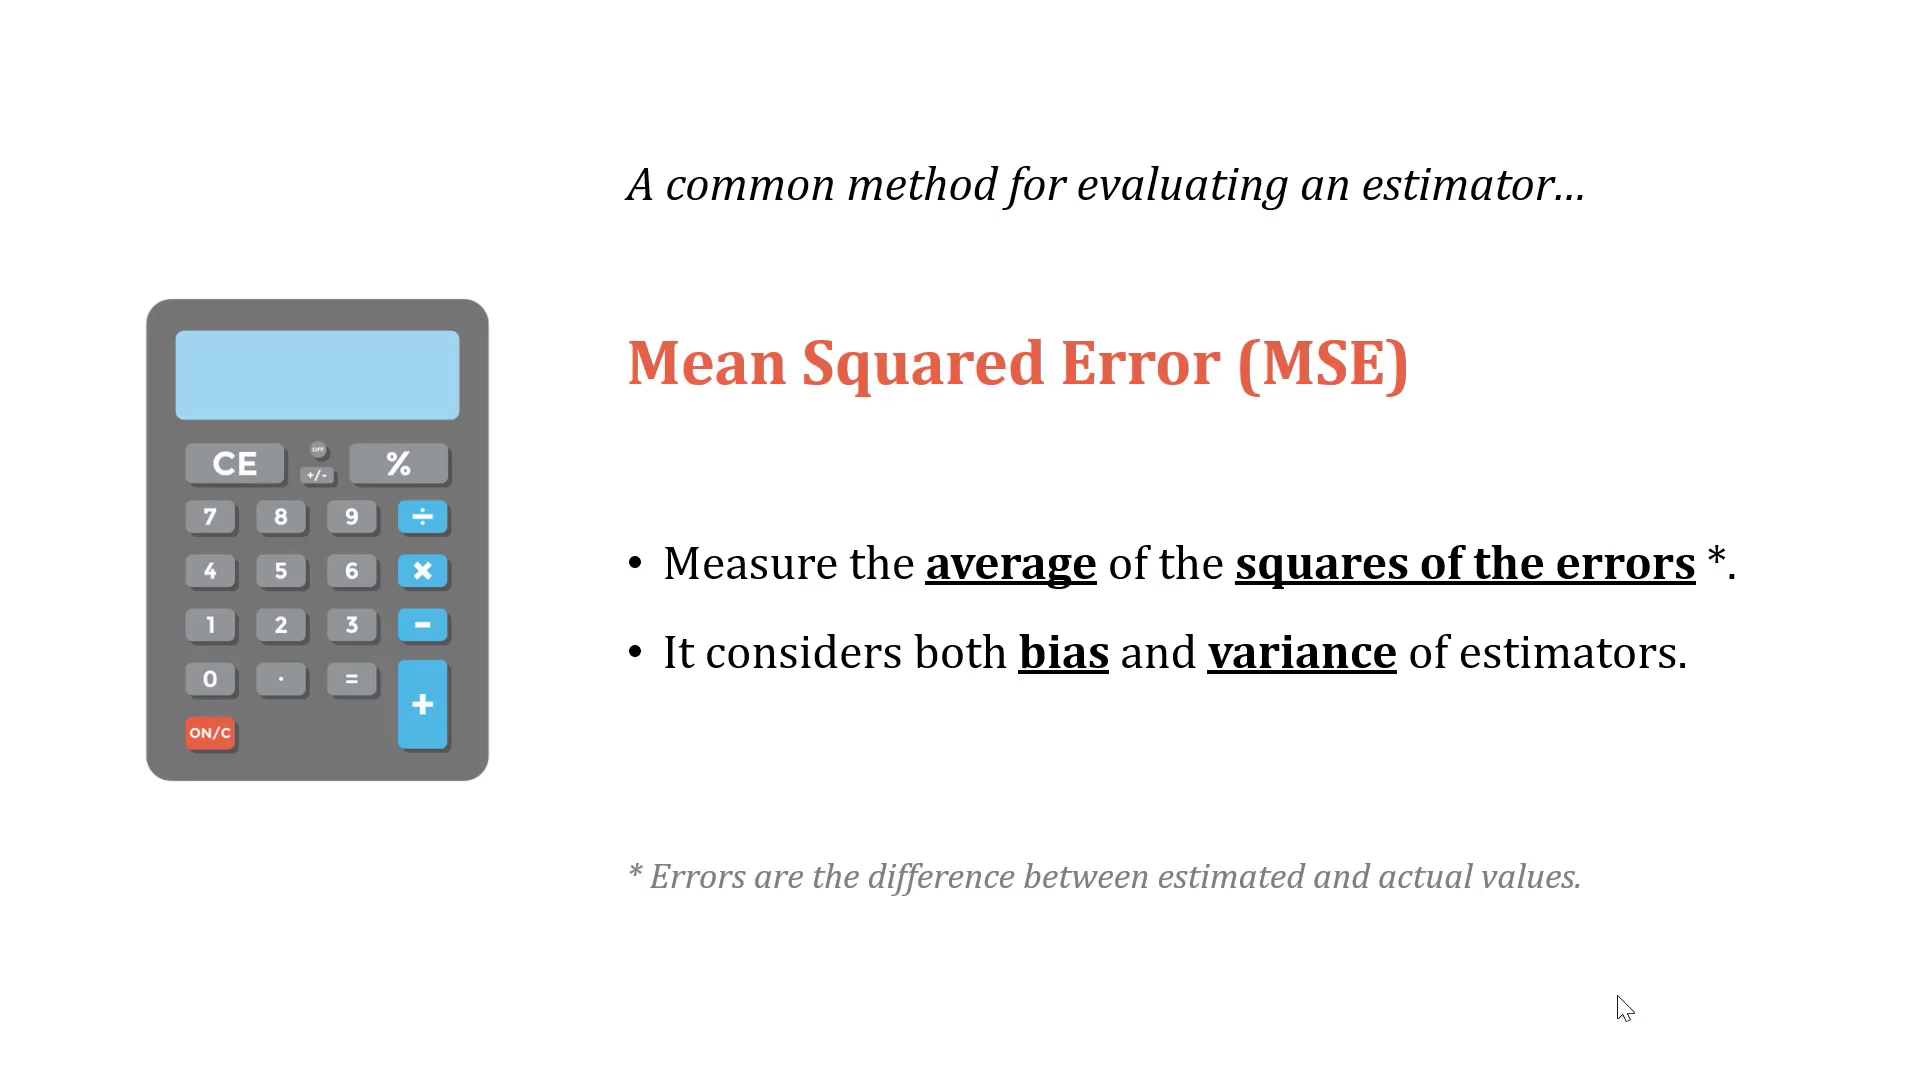 A common method for evaluating an estimator...
Mean Squared Error (MSE)
• Measure the average of the squares of the errors *.
• It considers both bias and variance of estimators.
* Errors are the difference between estimated and actual values.
CE OFF +/- %
7 8 9 ÷
4 5 6 ×
1 2 3 −
0 · = +
ON/C